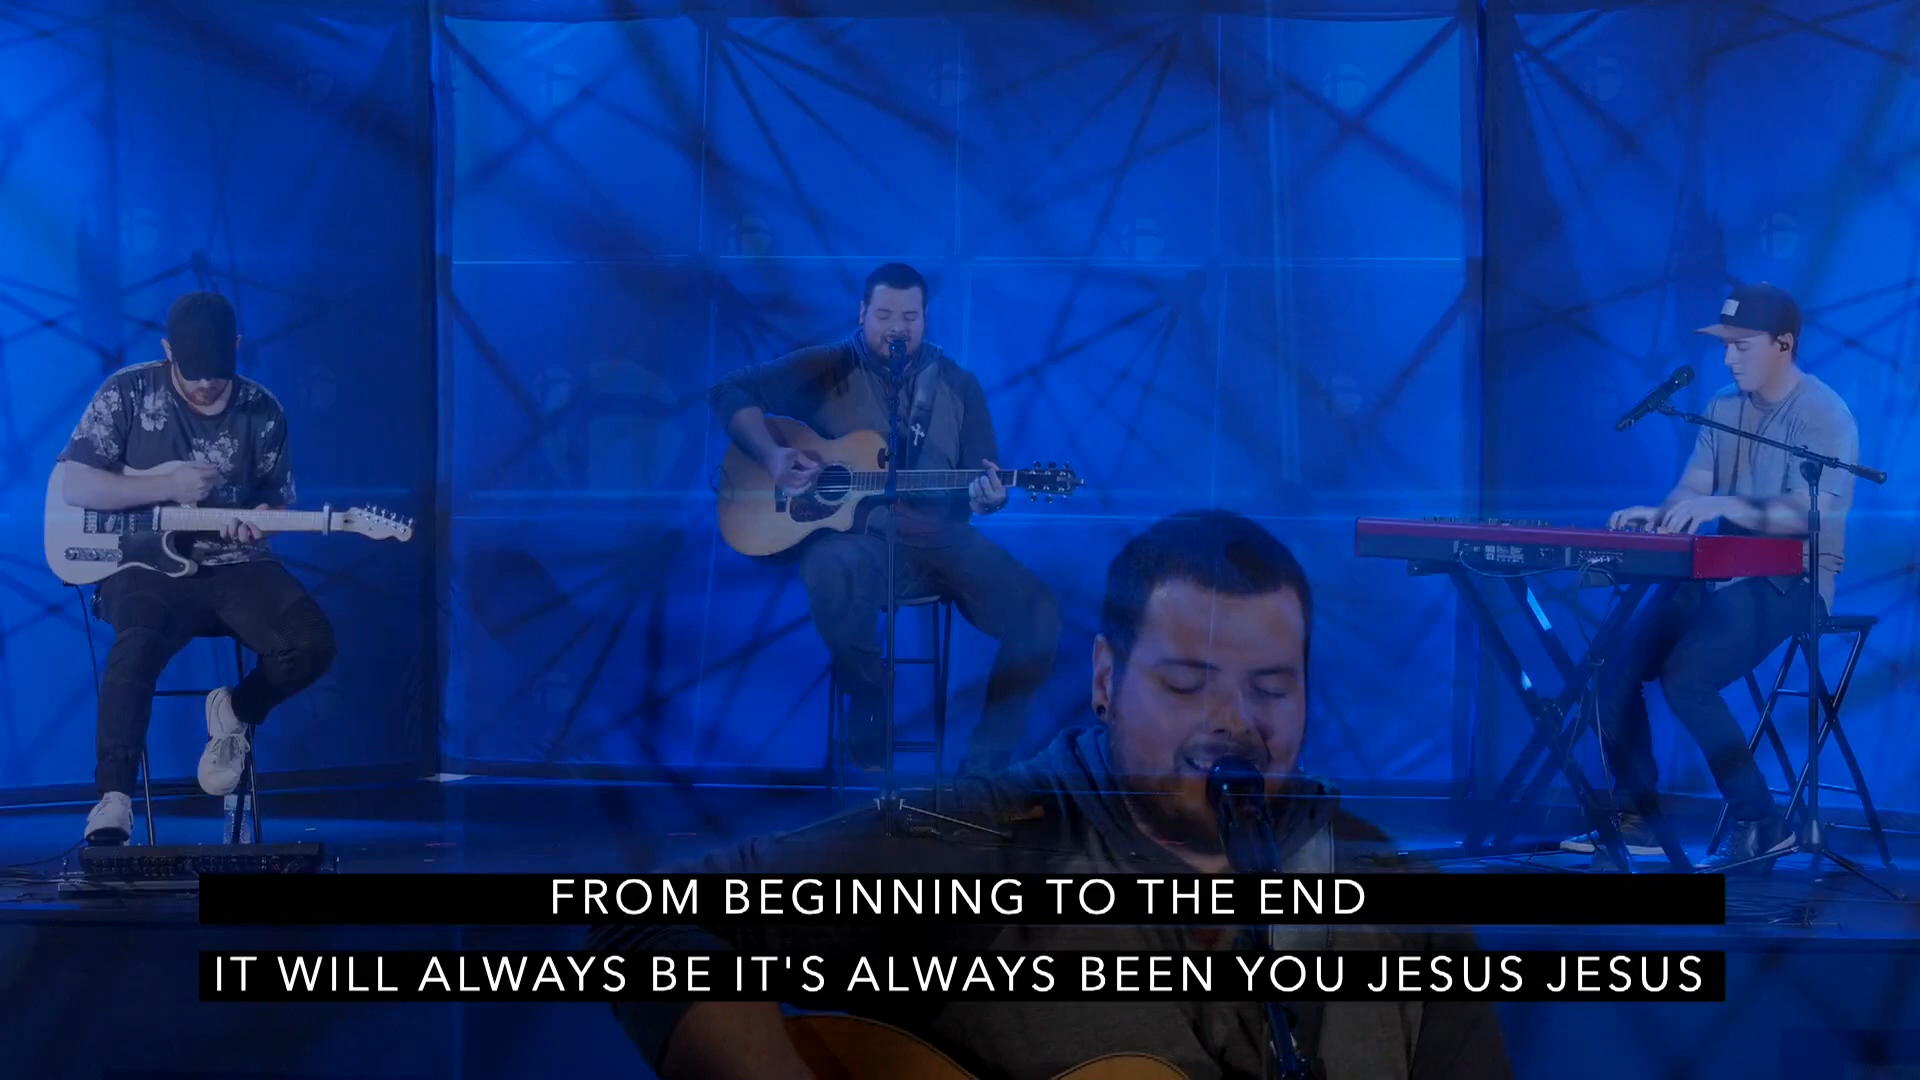 FROM BEGINNING TO THE END
IT WILL ALWAYS BE IT'S ALWAYS BEEN YOU JESUS JESUS